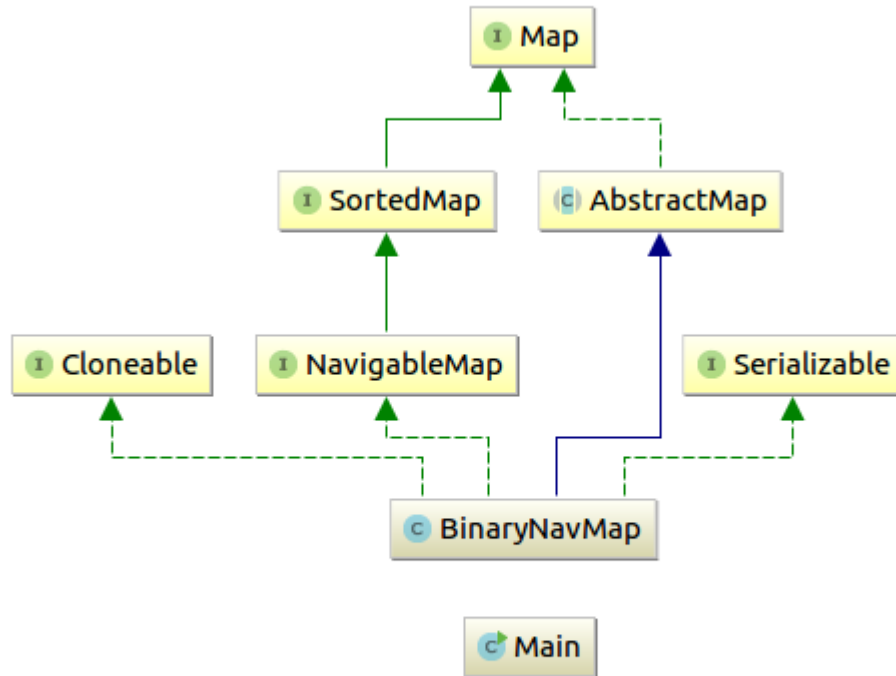 I Map
I SortedMap
C AbstractMap
I Cloneable
I NavigableMap
I Serializable
C BinaryNavMap
C Main